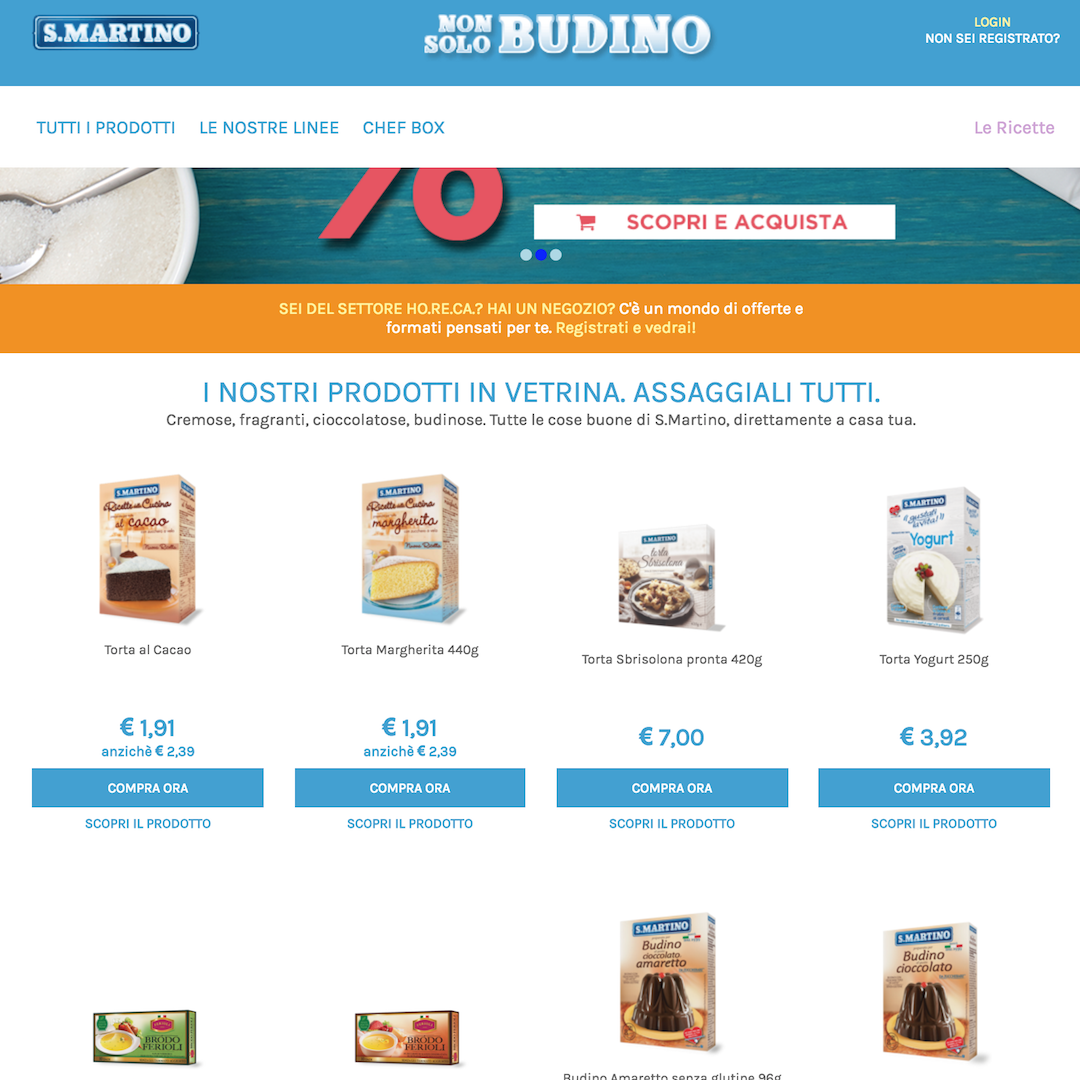 S.MARTINO
NON SOLO BUDINO
LOGIN
NON SEI REGISTRATO?
TUTTI I PRODOTTI
LE NOSTRE LINEE
CHEF BOX
Le Ricette
%
SCOPRI E ACQUISTA
SEI DEL SETTORE HO.RE.CA.? HAI UN NEGOZIO? C'è un mondo di offerte e
formati pensati per te. Registrati e vedrai!
I NOSTRI PRODOTTI IN VETRINA. ASSAGGIALI TUTTI.
Cremose, fragranti, cioccolatose, budinose. Tutte le cose buone di S.Martino, direttamente a casa tua.
S.MARTINO
al cacao
S.MARTINO
margherita
S.MARTINO
torta
Sbrisolona
S.MARTINO
Yogurt
Torta al Cacao
Torta Margherita 440g
Torta Sbrisolona pronta 420g
Torta Yogurt 250g
€ 1,91
anzichè € 2,39
€ 1,91
anzichè € 2,39
€ 7,00
€ 3,92
COMPRA ORA
COMPRA ORA
COMPRA ORA
COMPRA ORA
SCOPRI IL PRODOTTO
SCOPRI IL PRODOTTO
SCOPRI IL PRODOTTO
SCOPRI IL PRODOTTO
BRODO
FERIOLI
BRODO
FERIOLI
S.MARTINO
Budino
cioccolato
amaretto
S.MARTINO
Budino
cioccolato
Budino Amaretto senza glutine 96g